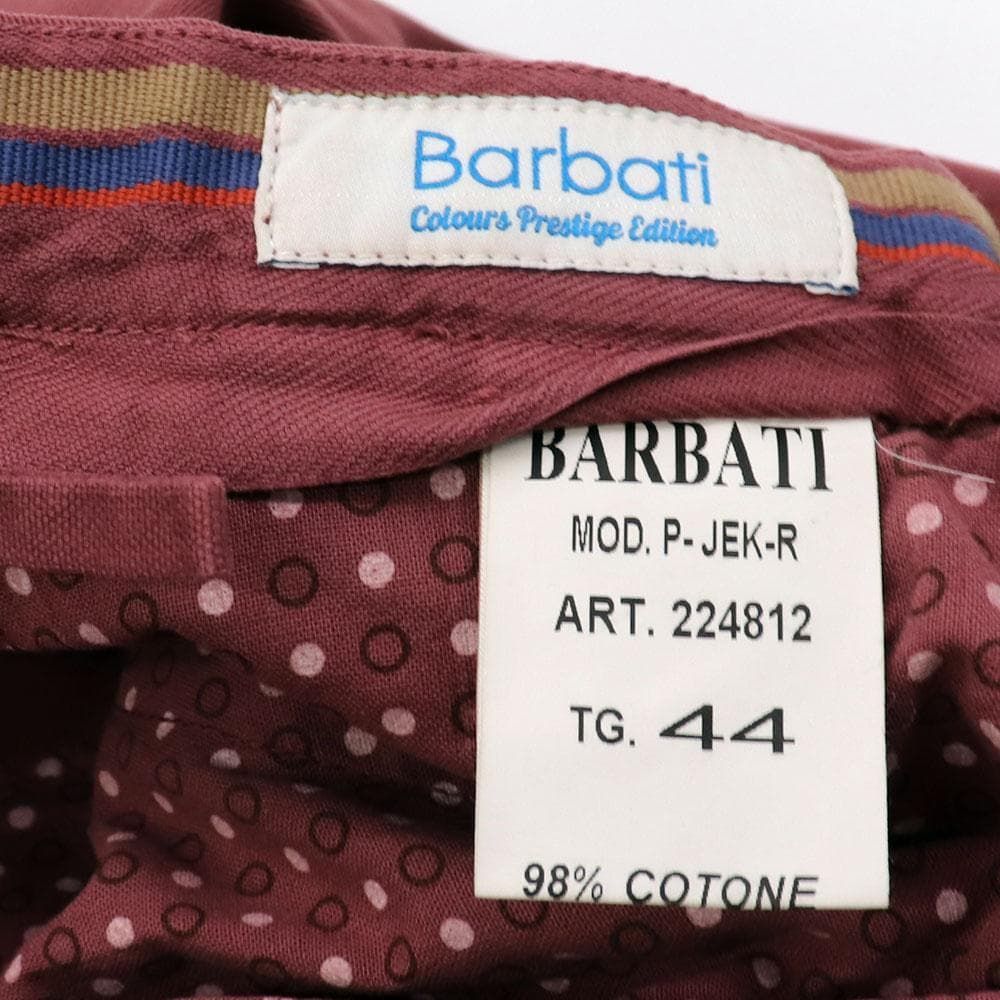 Barbati
Colours Prestige Edition
BARBATI
MOD. P-JEK-R
ART. 224812
TG. 44
98% COTONE